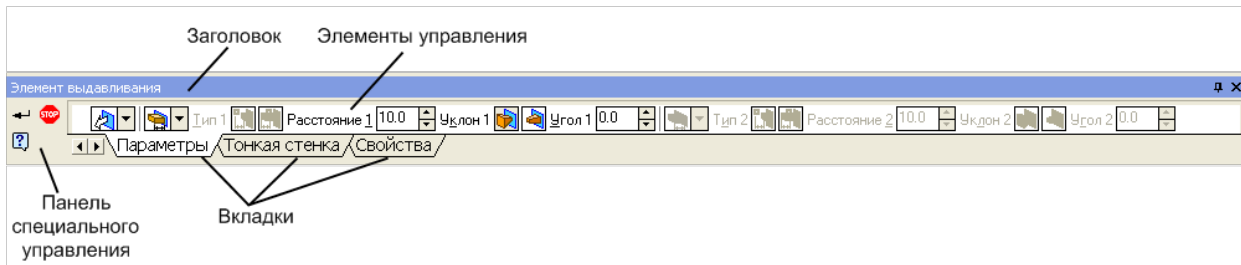 Заголовок Элементы управления
Элемент выдавливания
STOP Тип 1 Расстояние 1 10.0 Уклон 1 Угол 1 0.0 Тип 2 Расстояние 2 10.0 Уклон 2 Угол 2 0.0
? Параметры Тонкая стенка Свойства
Панель
специального
управления
Вкладки